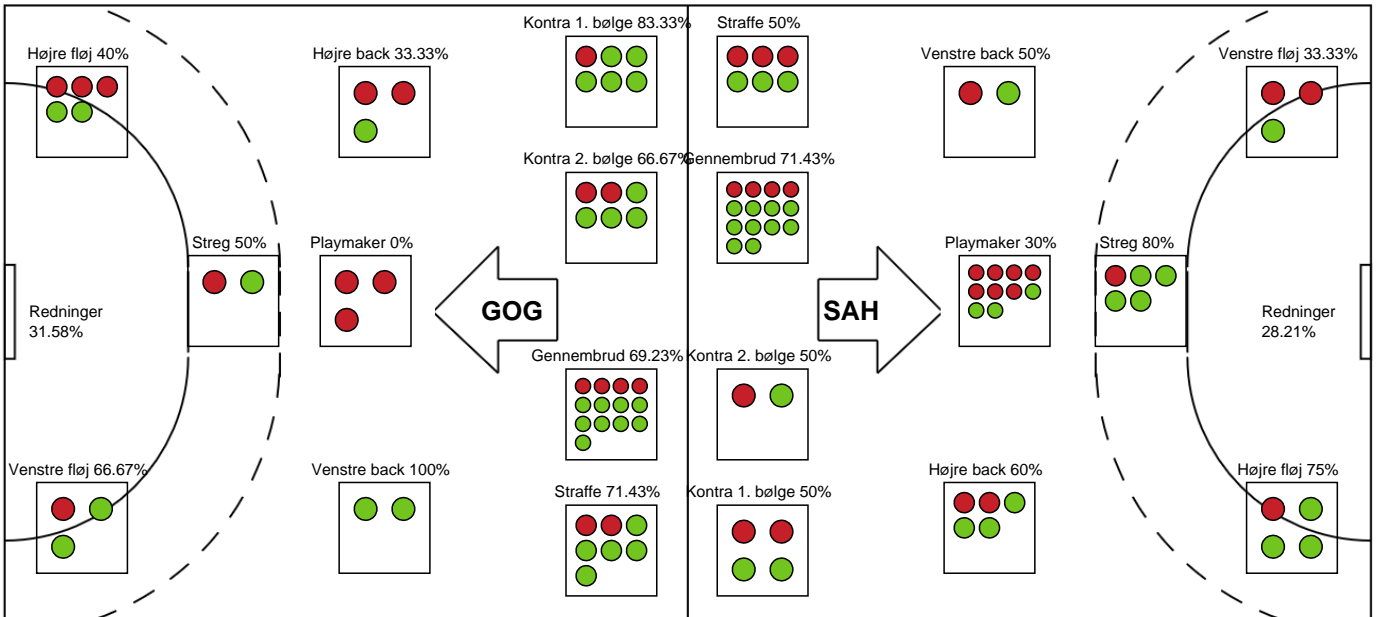 Kontra 1. bølge 83.33%
Straffe 50%
Højre fløj 40%
Højre back 33.33%
Venstre back 50%
Venstre fløj 33.33%
Kontra 2. bølge 66.67%
Gennembrud 71.43%
Streg 50%
Playmaker 0%
Playmaker 30%
Streg 80%
GOG
SAH
Redninger
31.58%
Redninger
28.21%
Gennembrud 69.23%
Kontra 2. bølge 50%
Venstre fløj 66.67%
Venstre back 100%
Højre back 60%
Højre fløj 75%
Straffe 71.43%
Kontra 1. bølge 50%